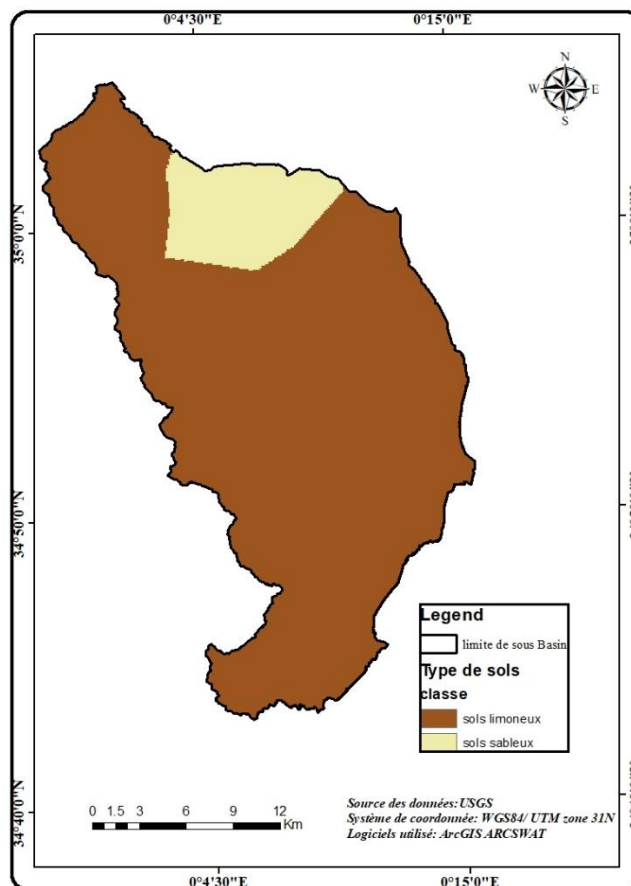 0°4'30"E 0°15'0"E
N
W E
S
35°0'0"N
34°50'0"N
34°40'0"N
Legend
limite de sous Basin
Type de sols
classe
sols limoneux
sols sableux
0 1.5 3 6 9 12
Km
Source des données: USGS
Système de coordonnée: WGS84/ UTM zone 31N
Logiciels utilisé: ArcGIS ARCSWAT
0°4'30"E 0°15'0"E